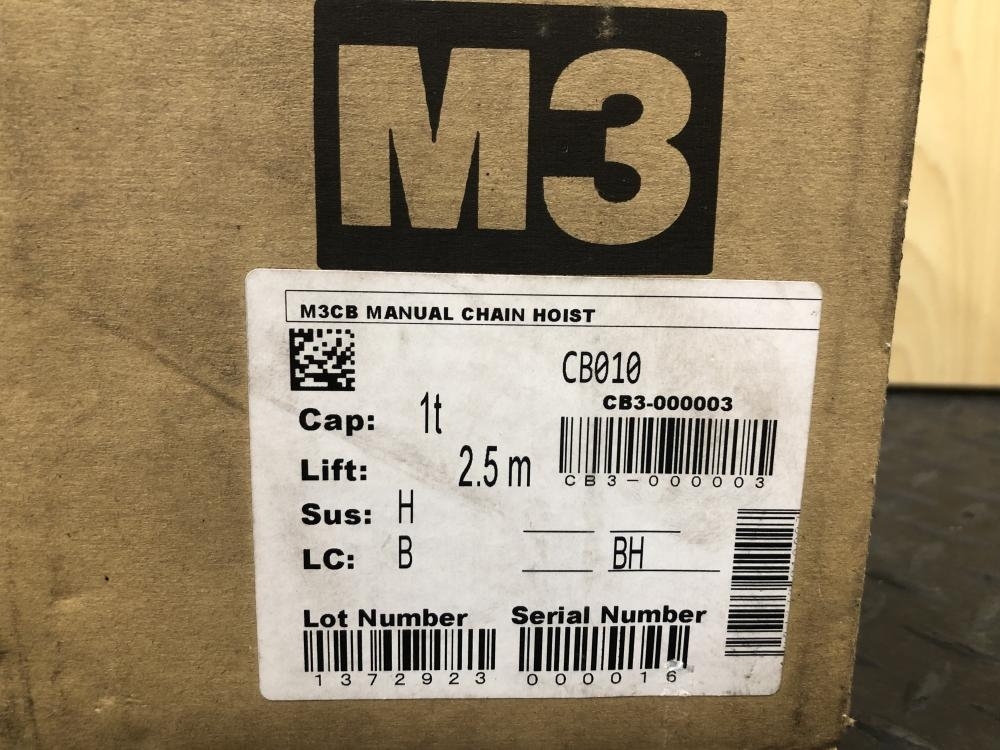 M3
M3CB MANUAL CHAIN HOIST
CB010
CB3-000003
Cap: 1t
CB3-000003
Lift: 2.5 m
Sus: H
LC: B
BH
Lot Number Serial Number
1372923 000016